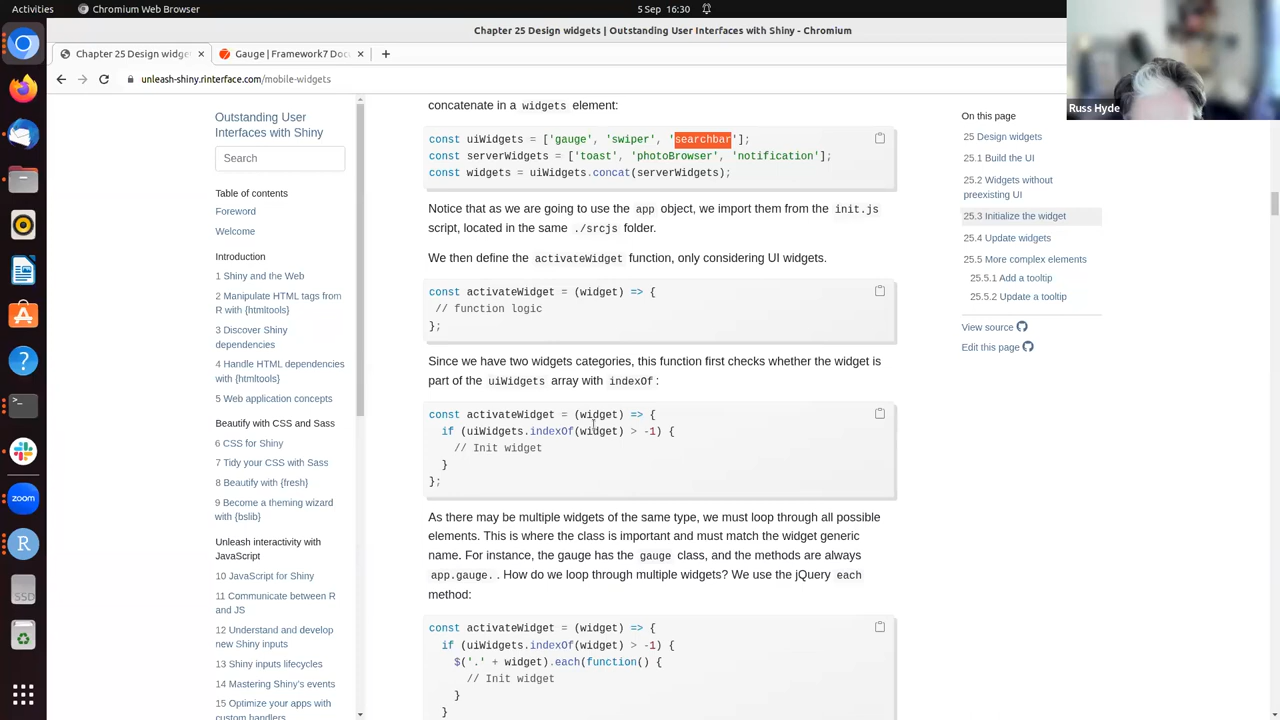 Activities
Chromium Web Browser
5 Sep 16:30
Chapter 25 Design widgets | Outstanding User Interfaces with Shiny - Chromium
Chapter 25 Design widge
Gauge | Framework7 Doc
unleash-shiny.rinterface.com/mobile-widgets
Russ Hyde
Outstanding User
Interfaces with Shiny
Search
Table of contents
Foreword
Welcome
Introduction
1 Shiny and the Web
2 Manipulate HTML tags from
R with {htmltools}
3 Discover Shiny
dependencies
4 Handle HTML dependencies
with {htmltools}
5 Web application concepts
Beautify with CSS and Sass
6 CSS for Shiny
7 Tidy your CSS with Sass
8 Beautify with {fresh}
9 Become a theming wizard
with {bslib}
Unleash interactivity with
JavaScript
10 JavaScript for Shiny
11 Communicate between R
and JS
12 Understand and develop
new Shiny inputs
13 Shiny inputs lifecycles
14 Mastering Shiny's events
15 Optimize your apps with
custom handlers
concatenate in a widgets element:
const uiWidgets = ['gauge', 'swiper', 'searchbar'];
const serverWidgets = ['toast', 'photoBrowser', 'notification'];
const widgets = uiWidgets.concat(serverWidgets);
Notice that as we are going to use the app object, we import them from the init.js
script, located in the same ./srcjs folder.
We then define the activateWidget function, only considering UI widgets.
const activateWidget = (widget) => {
// function logic
};
Since we have two widgets categories, this function first checks whether the widget is
part of the uiWidgets array with indexOf:
const activateWidget = (widget) => {
if (uiWidgets.indexOf(widget) > -1) {
// Init widget
}
};
As there may be multiple widgets of the same type, we must loop through all possible
elements. This is where the class is important and must match the widget generic
name. For instance, the gauge has the gauge class, and the methods are always
app.gauge. . How do we loop through multiple widgets? We use the jQuery each
method:
const activateWidget = (widget) => {
if (uiWidgets.indexOf(widget) > -1) {
$('.' + widget).each(function() {
// Init widget
}
}
On this page
25 Design widgets
25.1 Build the UI
25.2 Widgets without
preexisting UI
25.3 Initialize the widget
25.4 Update widgets
25.5 More complex elements
25.5.1 Add a tooltip
25.5.2 Update a tooltip
View source
Edit this page
zoom
R
SSD